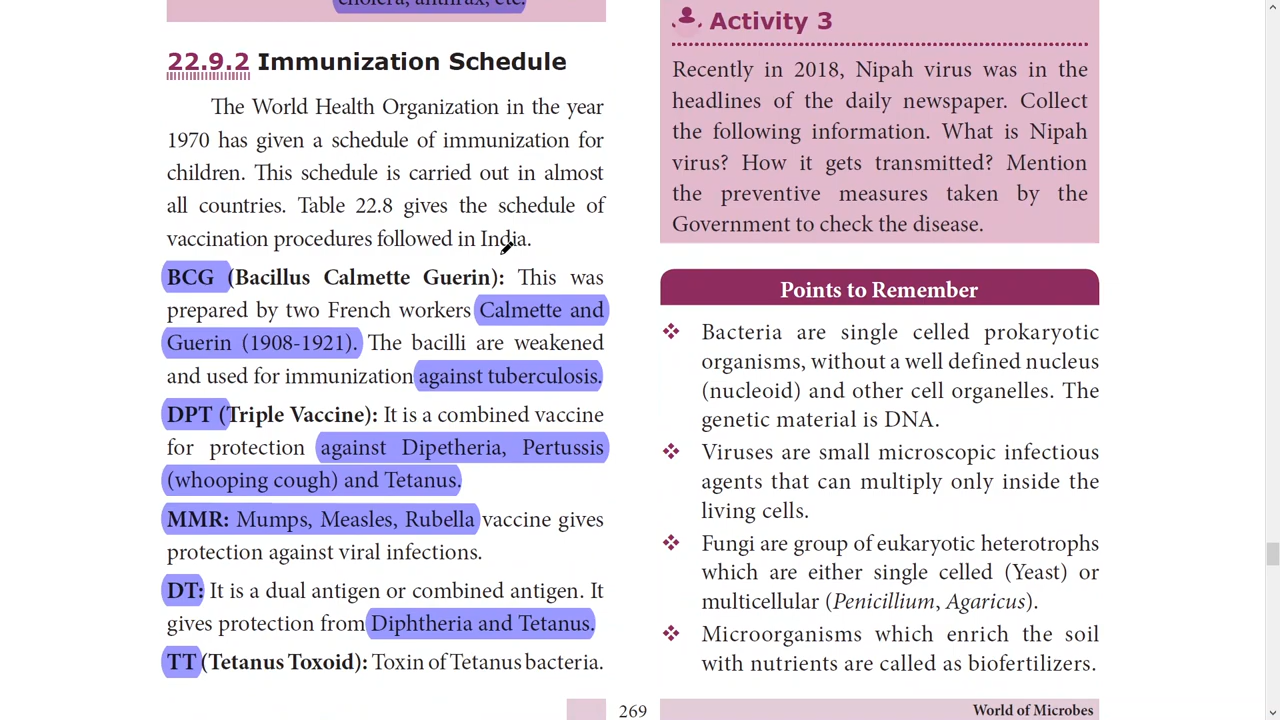 cholera, anthrax, etc.
22.9.2 Immunization Schedule
The World Health Organization in the year
1970 has given a schedule of immunization for
children. This schedule is carried out in almost
all countries. Table 22.8 gives the schedule of
vaccination procedures followed in India.
BCG (Bacillus Calmette Guerin): This was
prepared by two French workers Calmette and
Guerin (1908-1921). The bacilli are weakened
and used for immunization against tuberculosis.
DPT (Triple Vaccine): It is a combined vaccine
for protection against Dipetheria, Pertussis
(whooping cough) and Tetanus.
MMR: Mumps, Measles, Rubella vaccine gives
protection against viral infections.
DT: It is a dual antigen or combined antigen. It
gives protection from Diphtheria and Tetanus.
TT (Tetanus Toxoid): Toxin of Tetanus bacteria.
Activity 3
Recently in 2018, Nipah virus was in the
headlines of the daily newspaper. Collect
the following information. What is Nipah
virus? How it gets transmitted? Mention
the preventive measures taken by the
Government to check the disease.
Points to Remember
❖ Bacteria are single celled prokaryotic
organisms, without a well defined nucleus
(nucleoid) and other cell organelles. The
genetic material is DNA.
❖ Viruses are small microscopic infectious
agents that can multiply only inside the
living cells.
❖ Fungi are group of eukaryotic heterotrophs
which are either single celled (Yeast) or
multicellular (Penicillium, Agaricus).
❖ Microorganisms which enrich the soil
with nutrients are called as biofertilizers.
269
World of Microbes